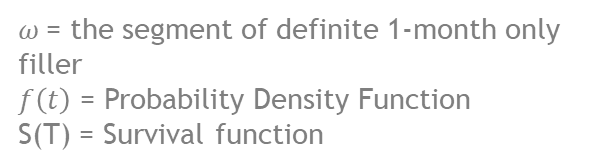 ω = the segment of definite 1-month only
filler
f(t) = Probability Density Function
S(T) = Survival function